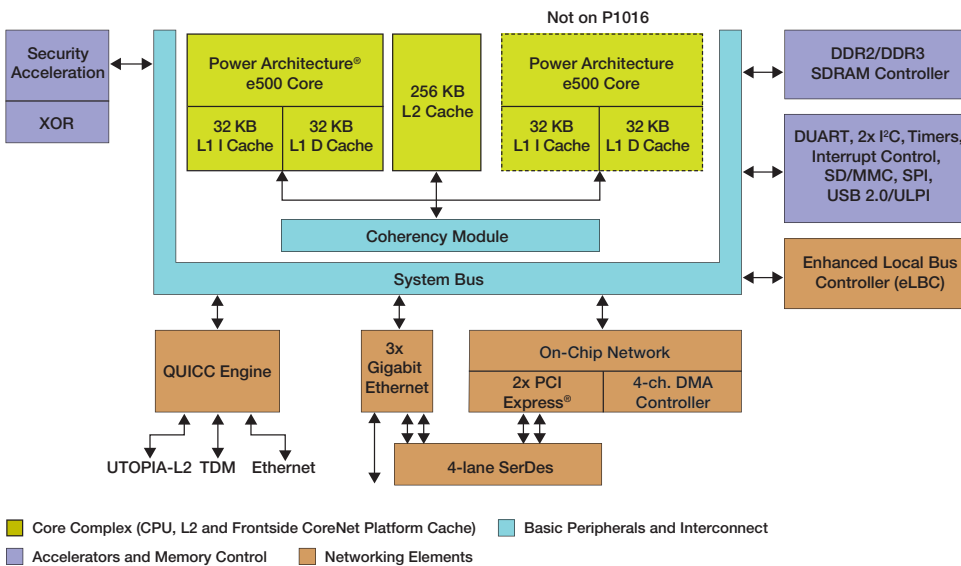 Not on P1016
Security
Acceleration
XOR
Power Architecture®
e500 Core
32 KB
L1 I Cache
32 KB
L1 D Cache
256 KB
L2 Cache
Power Architecture
e500 Core
32 KB
L1 I Cache
32 KB
L1 D Cache
DDR2/DDR3
SDRAM Controller
DUART, 2x I²C, Timers,
Interrupt Control,
SD/MMC, SPI,
USB 2.0/ULPI
Coherency Module
System Bus
Enhanced Local Bus
Controller (eLBC)
QUICC Engine
3x
Gigabit
Ethernet
On-Chip Network
2x PCI
Express®
4-ch. DMA
Controller
UTOPIA-L2
TDM
Ethernet
4-lane SerDes
Core Complex (CPU, L2 and Frontside CoreNet Platform Cache)
Basic Peripherals and Interconnect
Accelerators and Memory Control
Networking Elements